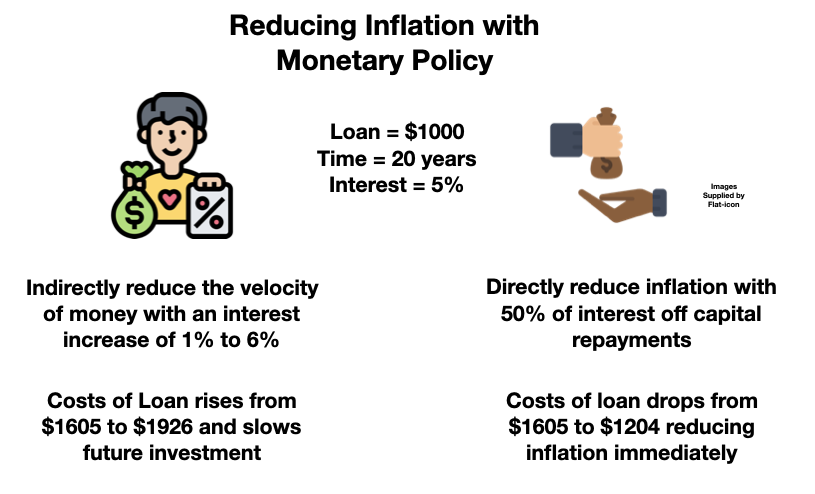 Reducing Inflation with
Monetary Policy
Loan = $1000
Time = 20 years
Interest = 5%
$
%
$
Images
Supplied by
Flat-icon
Indirectly reduce the velocity
of money with an interest
increase of 1% to 6%
Directly reduce inflation with
50% of interest off capital
repayments
Costs of Loan rises from
$1605 to $1926 and slows
future investment
Costs of loan drops from
$1605 to $1204 reducing
inflation immediately